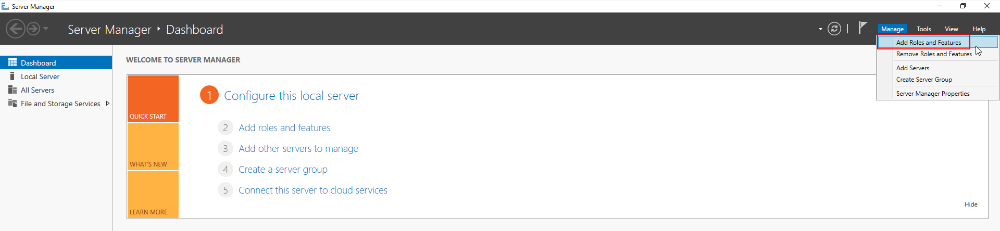 Server Manager
Server Manager ‣ Dashboard
Manage Tools View Help
Add Roles and Features
Remove Roles and Features
Add Servers
Create Server Group
Server Manager Properties
Dashboard
Local Server
All Servers
File and Storage Services
WELCOME TO SERVER MANAGER
QUICK START
WHAT'S NEW
LEARN MORE
1 Configure this local server
2 Add roles and features
3 Add other servers to manage
4 Create a server group
5 Connect this server to cloud services
Hide